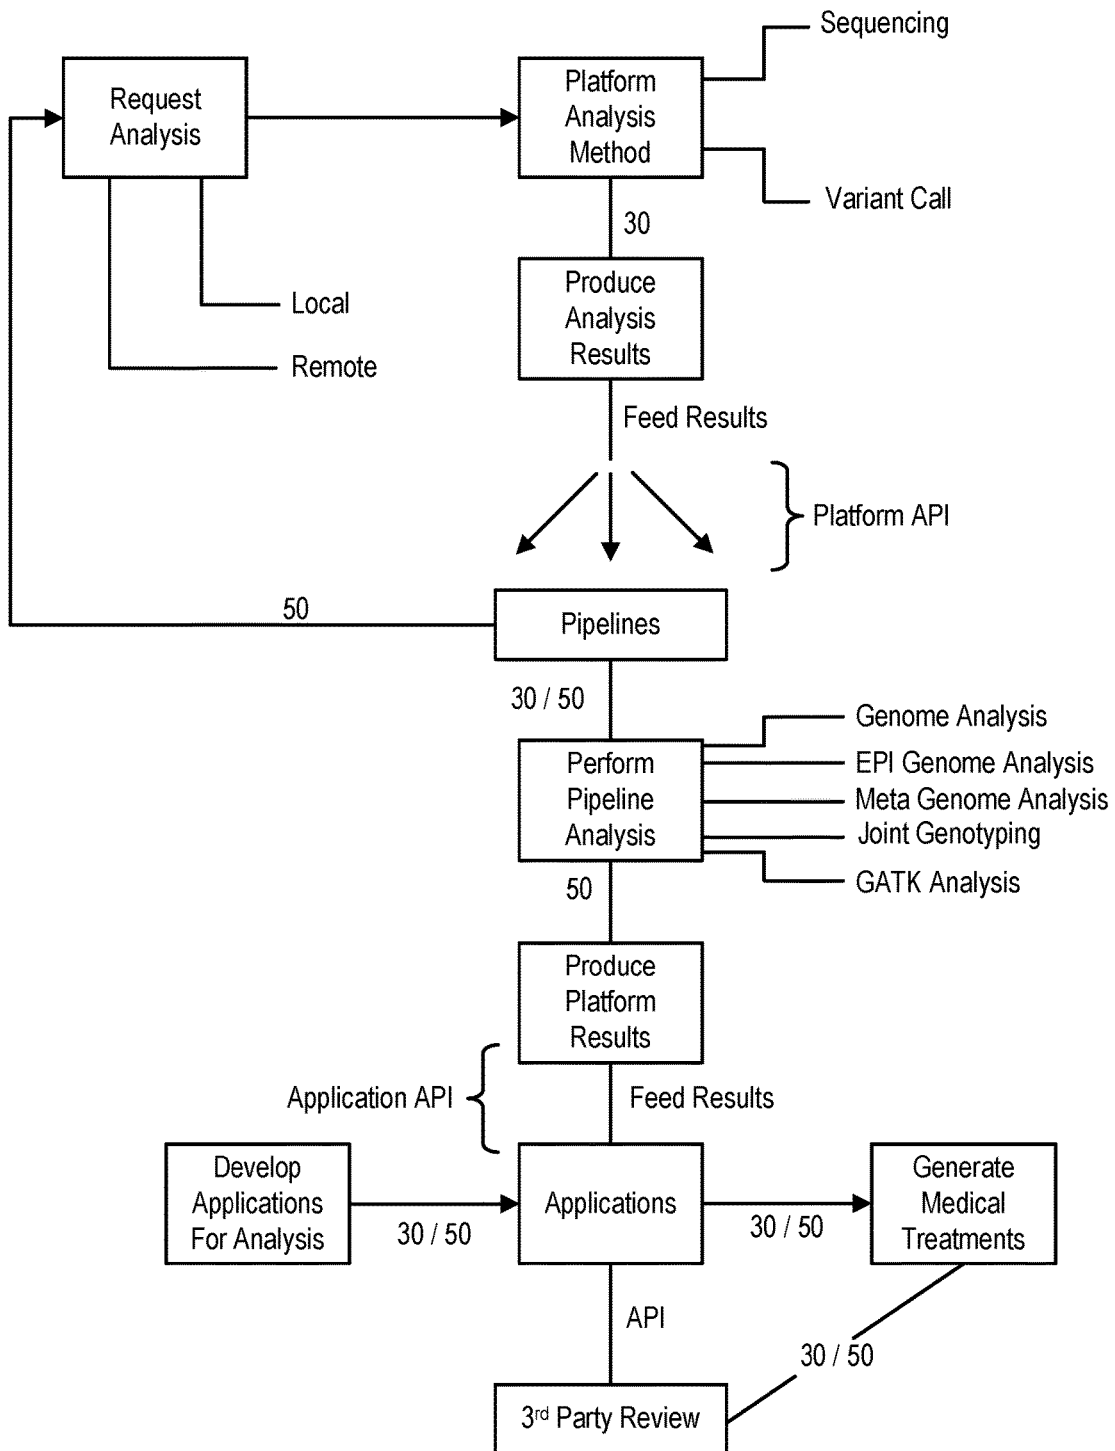 Sequencing
Request
Analysis
Platform
Analysis
Method
Variant Call
30
Local
Remote
Produce
Analysis
Results
Feed Results
Platform API
50
Pipelines
30 / 50
Genome Analysis
EPI Genome Analysis
Meta Genome Analysis
Joint Genotyping
GATK Analysis
Perform
Pipeline
Analysis
50
Produce
Platform
Results
Application API
Feed Results
Develop
Applications
For Analysis
30 / 50
Applications
30 / 50
Generate
Medical
Treatments
API
30 / 50
3rd Party Review